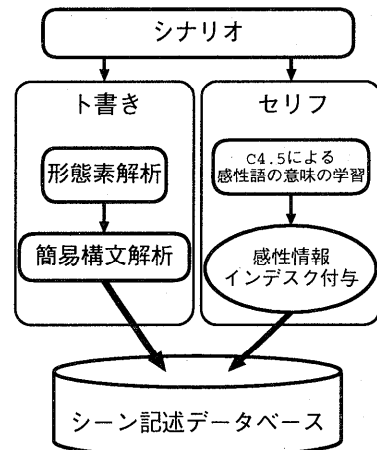 シナリオ
ト書き
形態素解析
簡易構文解析
セリフ
C4.5による
感性語の意味の学習
感性情報
インデスク付与
シーン記述データベース